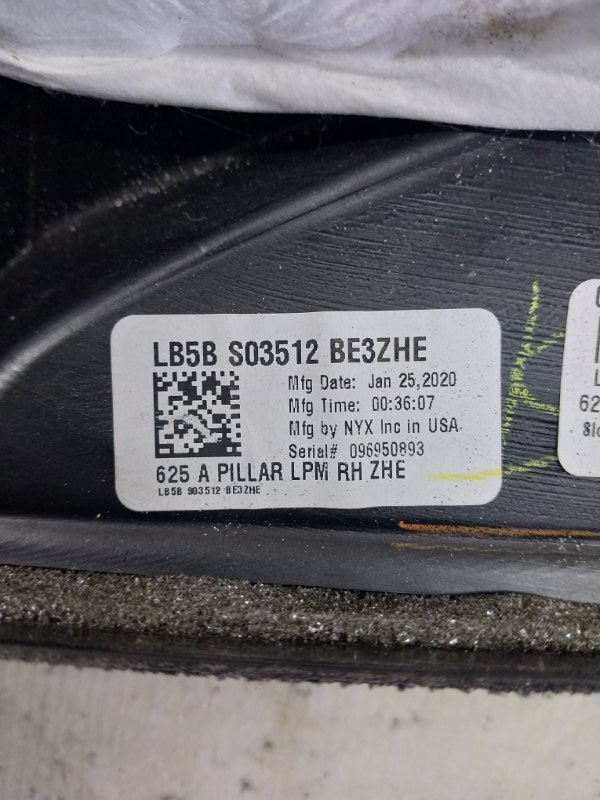 LB5B S03512 BE3ZHE
Mfg Date: Jan 25,2020
Mfg Time: 00:36:07
Mfg by NYX Inc in USA
Serial# 096950893
625 A PILLAR LPM RH ZHE
LB5B S03512 BE3ZHE
62